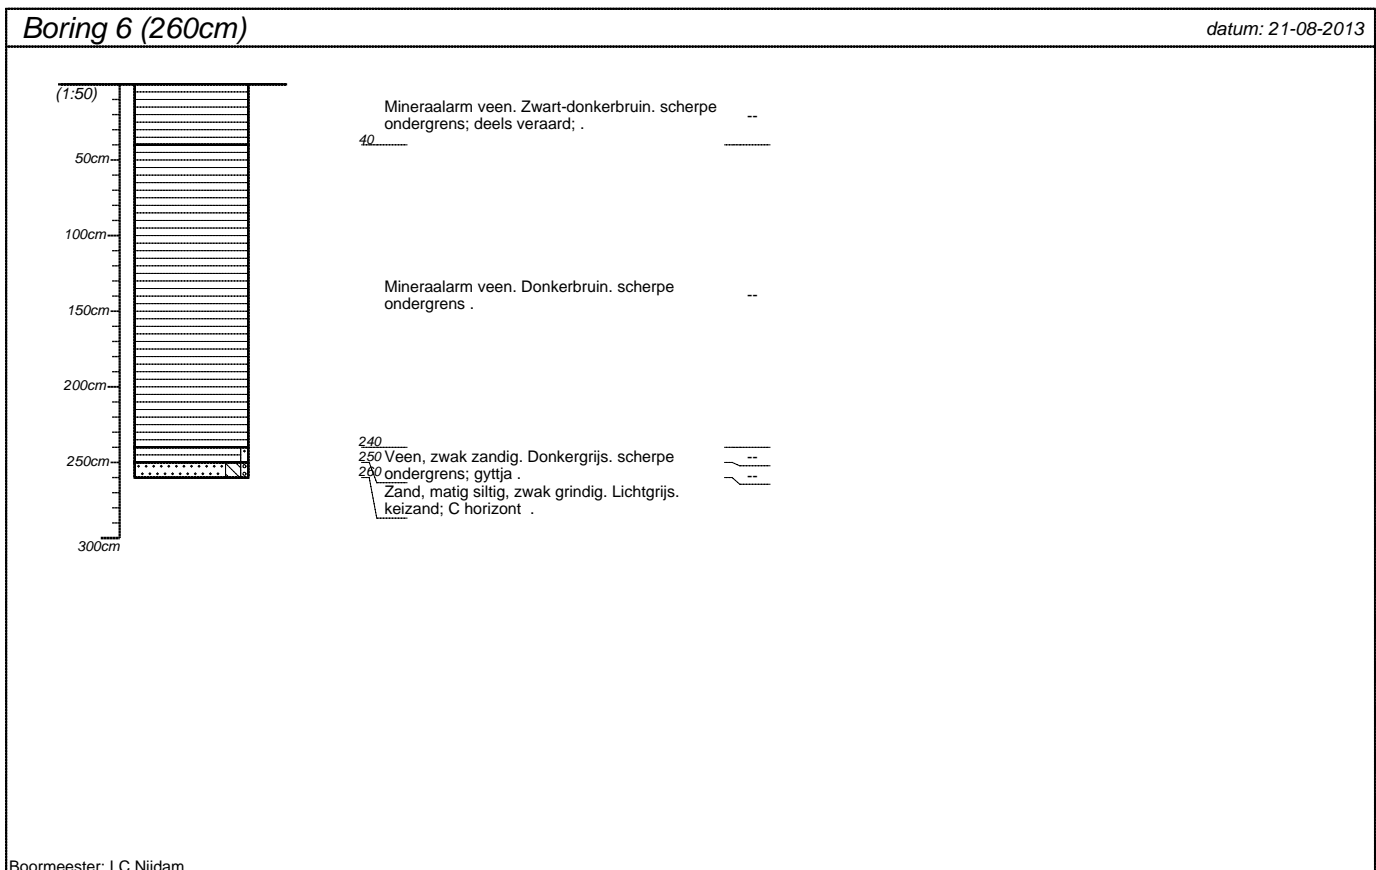 Boring 6 (260cm)
datum: 21-08-2013
(1:50)
50cm
100cm
150cm
200cm
250cm
300cm
Mineraalarm veen. Zwart-donkerbruin. scherpe
ondergrens; deels veraard; .
--
40
Mineraalarm veen. Donkerbruin. scherpe
ondergrens .
--
240
250 Veen, zwak zandig. Donkergrijs. scherpe
--
260 ondergrens; gyttja .
--
Zand, matig siltig, zwak grindig. Lichtgrijs.
keizand; C horizont .
Boormeester: Nijdam